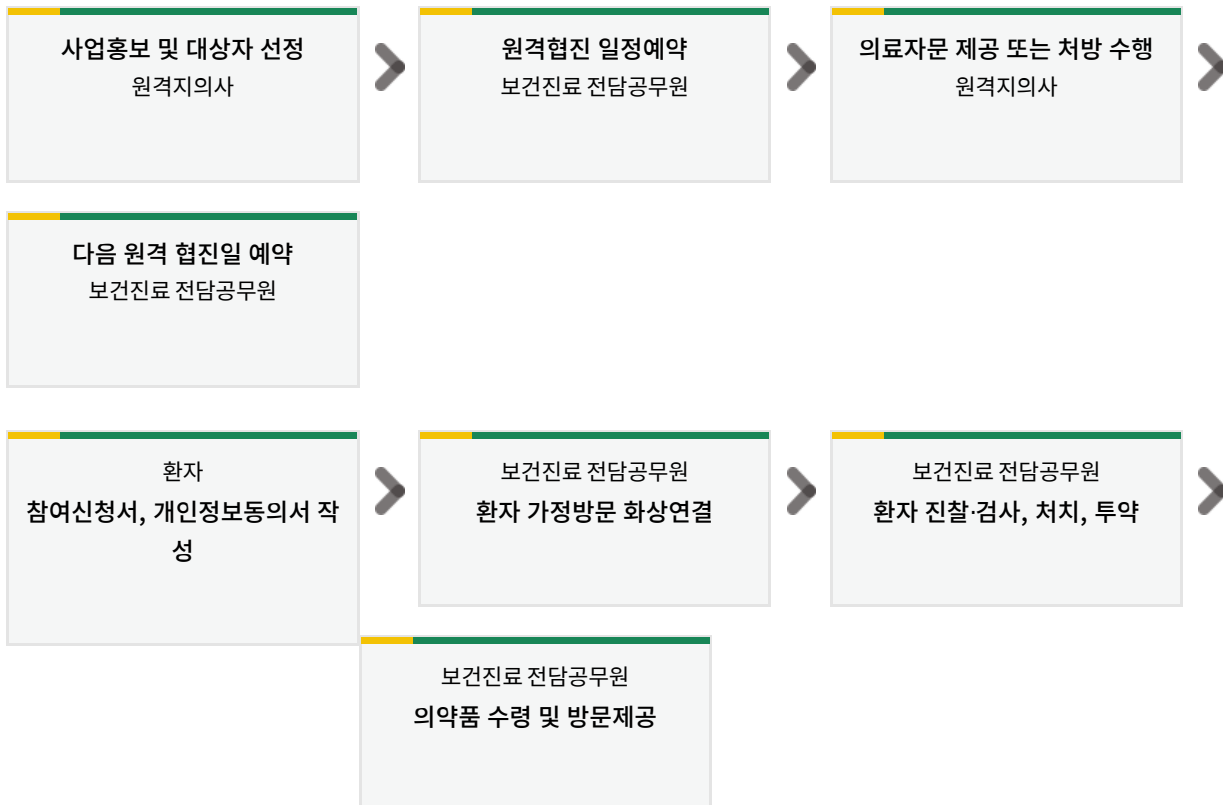 사업홍보 및 대상자 선정
원격지의사
원격협진 일정예약
보건진료 전담공무원
의료자문 제공 또는 처방 수행
원격지의사
다음 원격 협진일 예약
보건진료 전담공무원
환자
참여신청서, 개인정보동의서 작
성
보건진료 전담공무원
환자 가정방문 화상연결
보건진료 전담공무원
환자 진찰·검사, 처치, 투약
보건진료 전담공무원
의약품 수령 및 방문제공